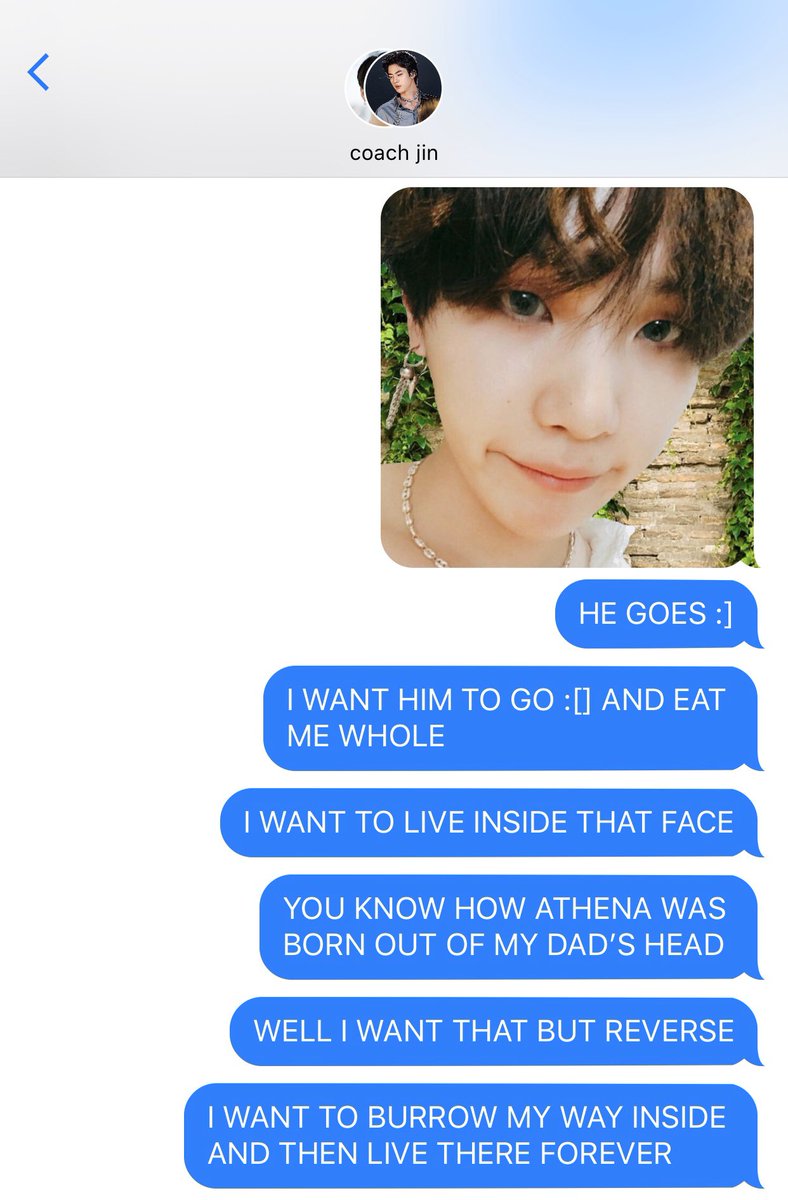 coach jin
HE GOES :]
I WANT HIM TO GO :[] AND EAT
ME WHOLE
I WANT TO LIVE INSIDE THAT FACE
YOU KNOW HOW ATHENA WAS
BORN OUT OF MY DAD’S HEAD
WELL I WANT THAT BUT REVERSE
I WANT TO BURROW MY WAY INSIDE
AND THEN LIVE THERE FOREVER